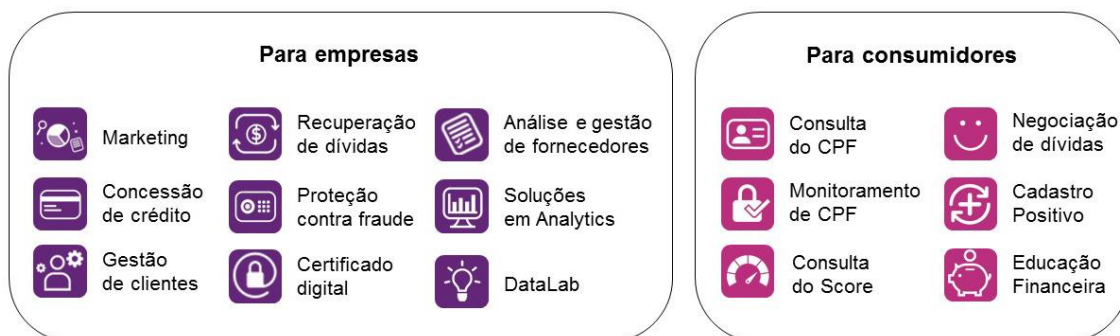 Para empresas
Marketing
Recuperação
de dívidas
Análise e gestão
de fornecedores
Concessão
de crédito
Proteção
contra fraude
Soluções
em Analytics
Gestão
de clientes
Certificado
digital
DataLab
Para consumidores
Consulta
do CPF
Negociação
de dívidas
Monitoramento
de CPF
Cadastro
Positivo
Consulta
do Score
Educação
Financeira